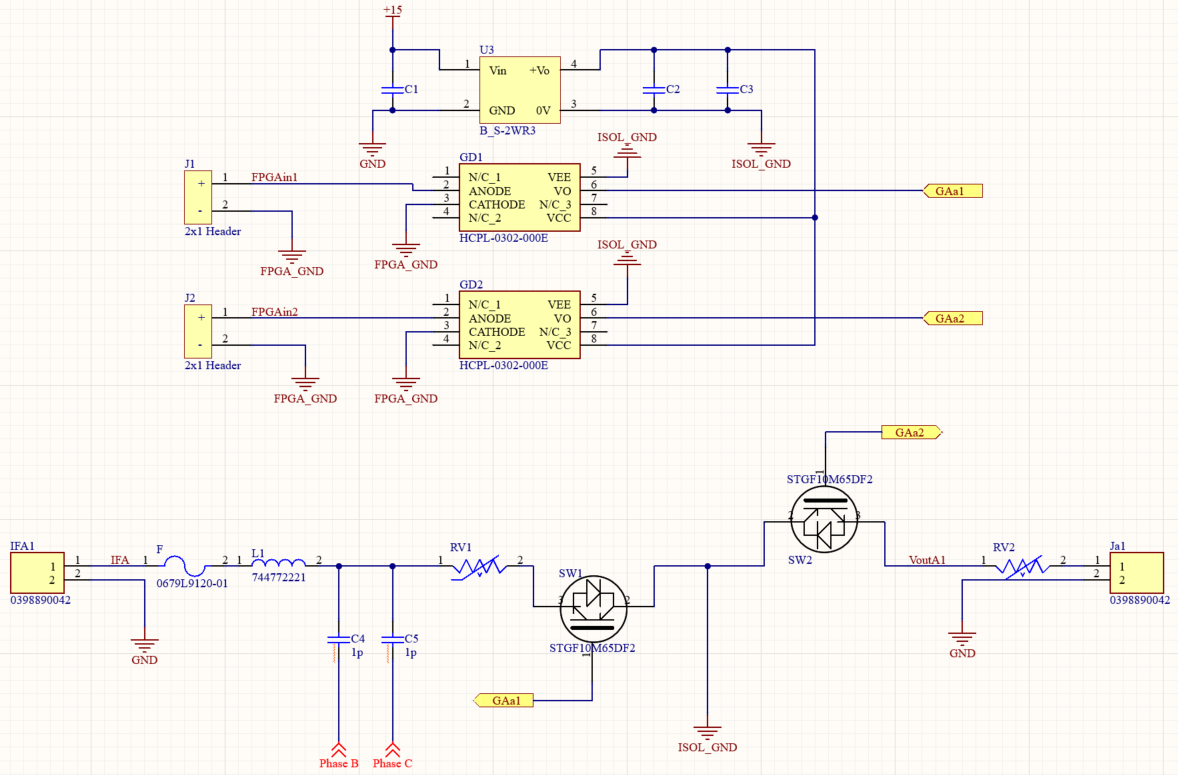 +15
U3
1 Vin +Vo 4
C1 C2 C3
2 GND 0V 3
B_S-2WR3
GND
ISOL_GND
ISOL_GND
J1
+ 1 FPGAin1
- 2
2x1 Header
FPGA_GND
GD1
1 N/C_1 VEE 5
2 ANODE VO 6
3 CATHODE N/C_3 7
4 N/C_2 VCC 8
HCPL-0302-000E
FPGA_GND
GAa1
ISOL_GND
J2
+ 1 FPGAin2
- 2
2x1 Header
FPGA_GND
GD2
1 N/C_1 VEE 5
2 ANODE VO 6
3 CATHODE N/C_3 7
4 N/C_2 VCC 8
HCPL-0302-000E
FPGA_GND
GAa2
GAa2
1
STGF10M65DF2
2 3
SW2
IFA1
1 1 IFA
2 2
0398890042
GND
F
1 2
0679L9120-01
L1
1 2
744772221
C4
1p
C5
1p
Phase B
Phase C
RV1
1 2
SW1
3 2
STGF10M65DF2
1
GAa1
ISOL_GND
VoutA1
RV2
1 2
GND
Ja1
1 1
2 2
0398890042